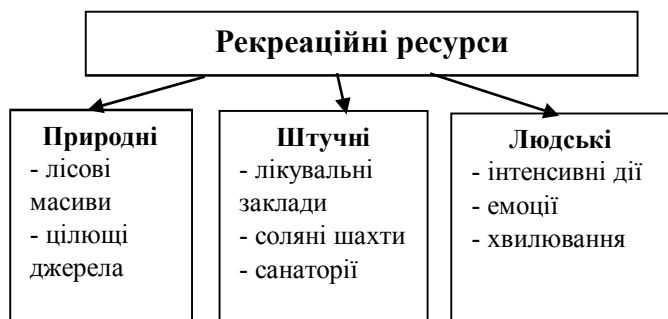 Рекреаційні ресурси
Природні
- лісові
масиви
- цілющі
джерела
Штучні
- лікувальні
заклади
- соляні шахти
- санаторії
Людські
- інтенсивні дії
- емоції
- хвилювання